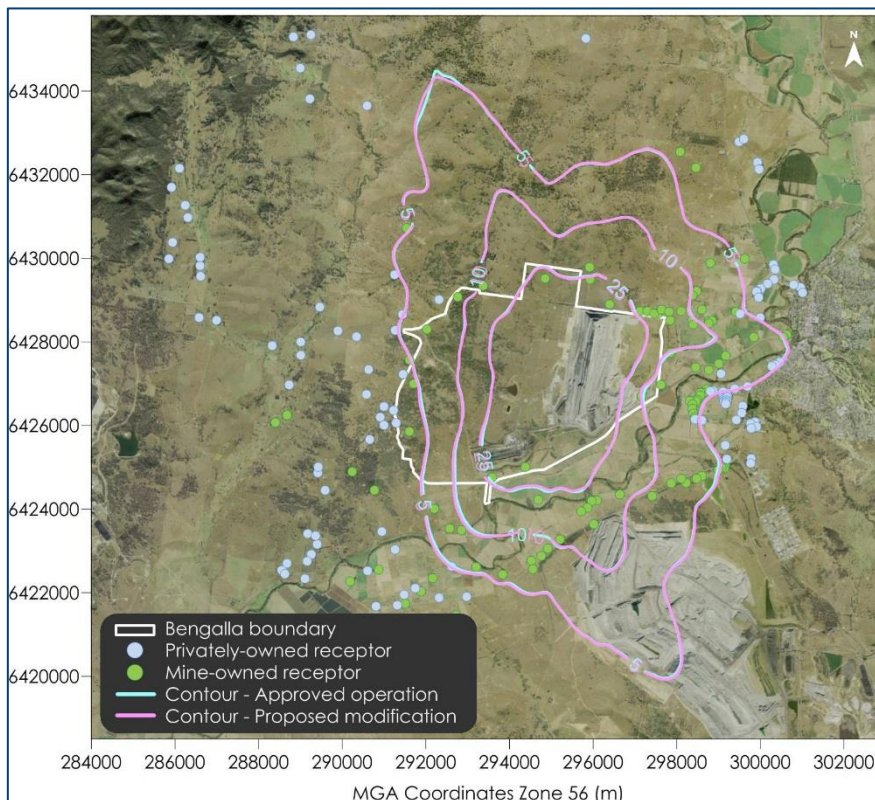 N
6434000
6432000
6430000
6428000
6426000
6424000
6422000
6420000
5
5
5
10
10
25
25
5
10
10
5
Bengalla boundary
Privately-owned receptor
Mine-owned receptor
Contour - Approved operation
Contour - Proposed modification
284000 286000 288000 290000 292000 294000 296000 298000 300000 302000
MGA Coordinates Zone 56 (m)